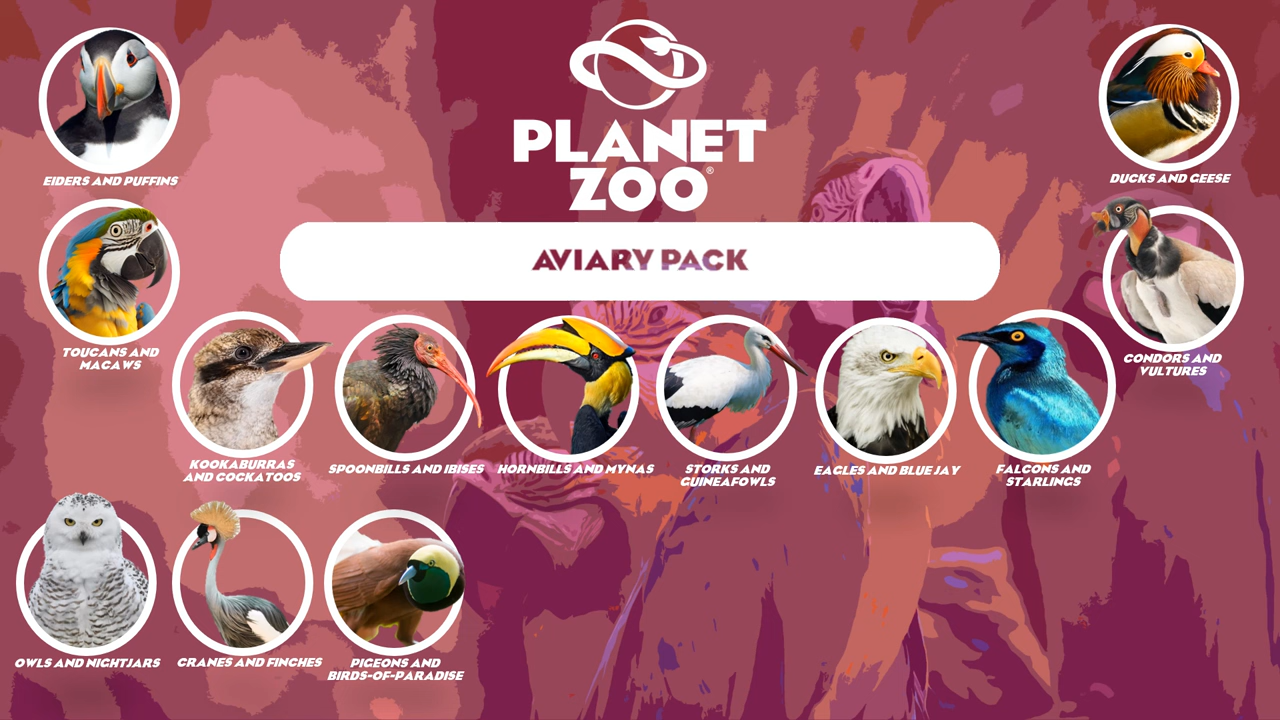 PLANET
ZOO®
AVIARY PACK
EIDERS AND PUFFINS
DUCKS AND GEESE
TOUCANS AND
MACAWS
CONDORS AND
VULTURES
KOOKABURRAS
AND COCKATOOS
SPOONBILLS AND IBISES
HORNBILLS AND MYNAS
STORKS AND
GUINEAFOWLS
EAGLES AND BLUE JAY
FALCONS AND
STARLINGS
OWLS AND NIGHTJARS
CRANES AND FINCHES
PIGEONS AND
BIRDS-OF-PARADISE